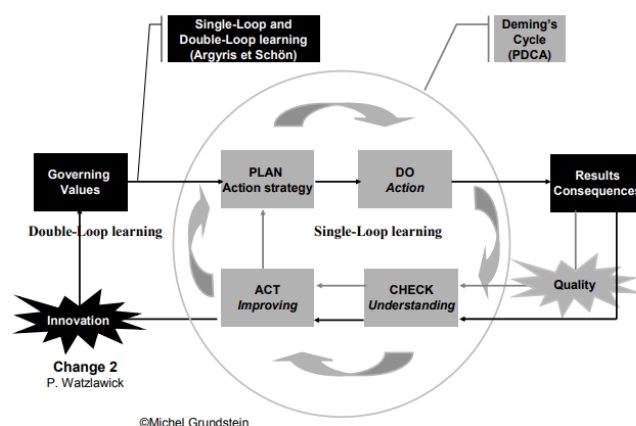 Single-Loop and
Double-Loop learning
(Argyris et Schön)
Deming's
Cycle
(PDCA)
Governing
Values
PLAN
Action strategy
DO
Action
Results
Consequences
Double-Loop learning
Single-Loop learning
ACT
Improving
CHECK
Understanding
Quality
Innovation
Change 2
P. Watzlawick
©Michel Grundstein